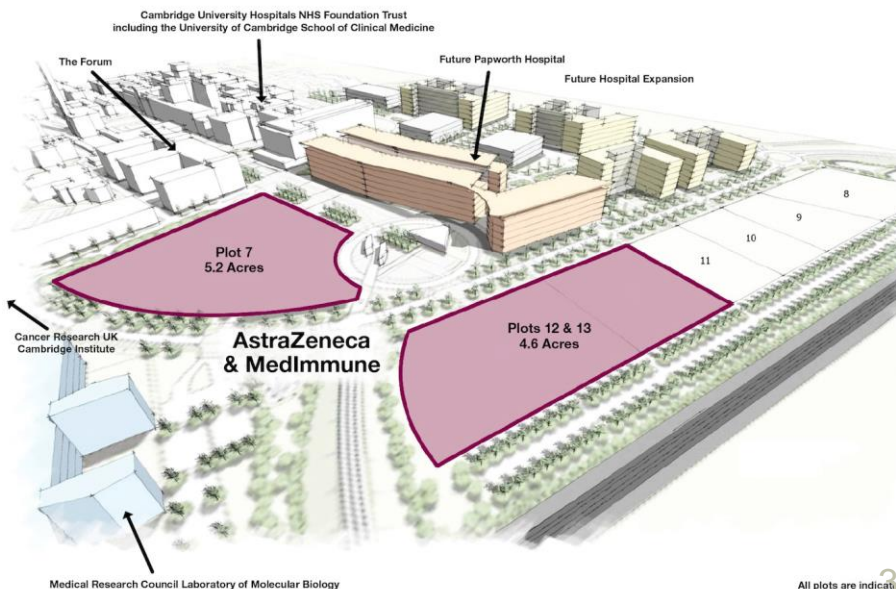 Cambridge University Hospitals NHS Foundation Trust
including the University of Cambridge School of Clinical Medicine
The Forum
Future Papworth Hospital
Future Hospital Expansion
8
9
10
11
Plot 7
5.2 Acres
Plots 12 & 13
4.6 Acres
Cancer Research UK
Cambridge Institute
AstraZeneca
& MedImmune
Medical Research Council Laboratory of Molecular Biology
All plots are
3